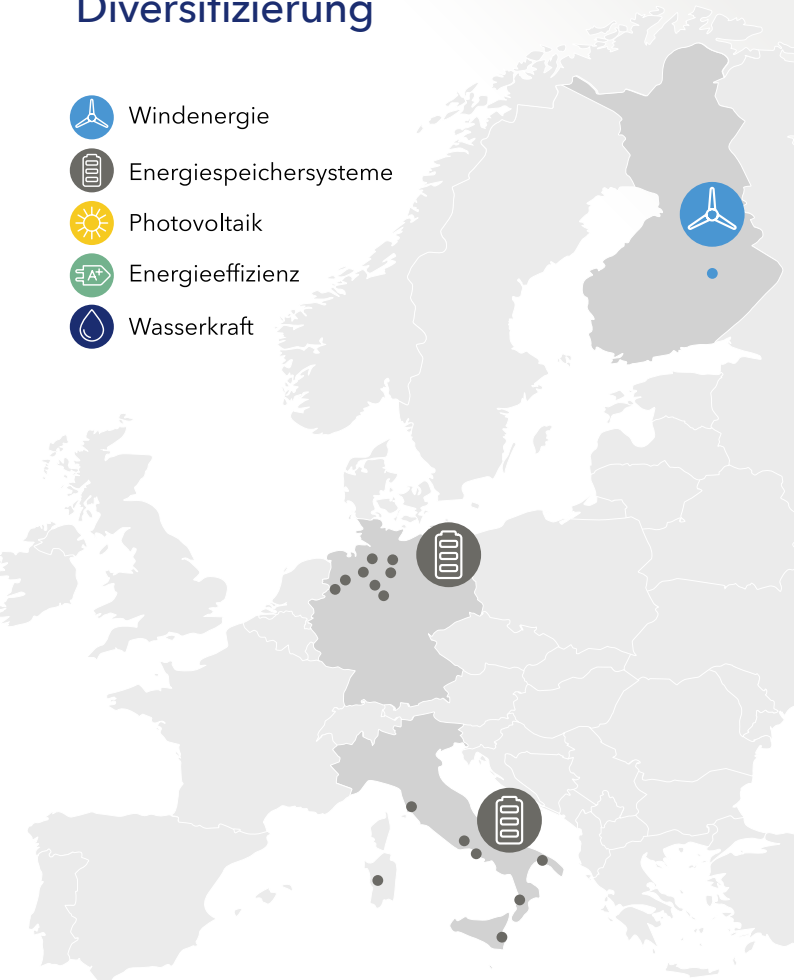 Diversifizierung
Windenergie
Energiespeichersysteme
Photovoltaik
A+
Energieeffizienz
Wasserkraft